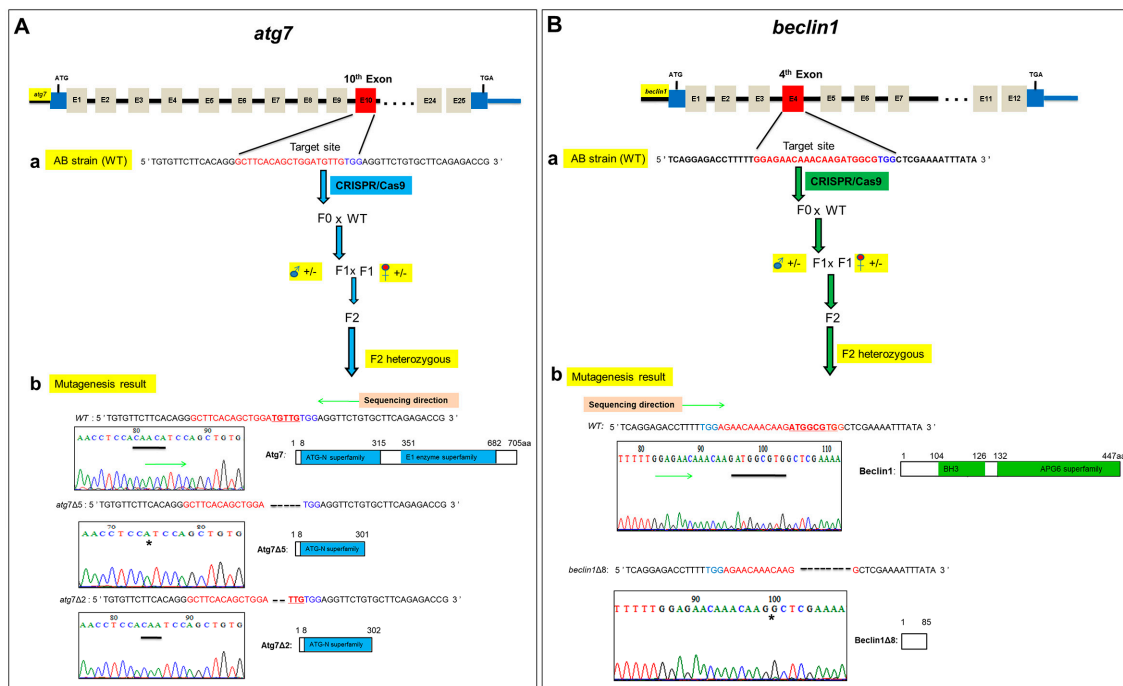 A
atg7
10th Exon
ATG
TGA
atg7
E1
E2
E3
E4
E5
E6
E7
E8
E9
E10
E24
E25
Target site
a
AB strain (WT)
5 'TGTGTTCTTCACAGGGCTTCACAGCTGGATGTTGTGGAGGTTCTGTGCTTCAGAGACCG 3 '
CRISPR/Cas9
F0 x WT
♂ +/-
F1x F1
♀ +/-
F2
F2 heterozygous
b
Mutagenesis result
Sequencing direction
WT : 5 'TGTGTTCTTCACAGGGCTTCACAGCTGGATGTTGTGGAGGTTCTGTGCTTCAGAGACCG 3 '
80 90
AACCTCCACAACATCCAGCTGTG
Atg7:
1 8 315 351 682 705aa
ATG-N superfamily
E1 enzyme superfamily
atg7Δ5 : 5 'TGTGTTCTTCACAGGGCTTCACAGCTGGA -----TGGAGGTTCTGTGCTTCAGAGACCG 3 '
70 80
AACCTCCATCCAGCTGTG
*
Atg7Δ5:
1 8 301
ATG-N superfamily
atg7Δ2 : 5 'TGTGTTCTTCACAGGGCTTCACAGCTGGA -- TTGTGGAGGTTCTGTGCTTCAGAGACCG 3 '
80 90
AACCTCCACAATCCAGCTGTG
Atg7Δ2:
1 8 302
ATG-N superfamily
B
beclin1
4th Exon
ATG
TGA
beclin1
E1
E2
E3
E4
E5
E6
E7
E11
E12
Target site
a
AB strain (WT)
5 'TCAGGAGACCTTTTTGGAGAACAAACAAGATGGCGTGGCTCGAAAATTTATA 3 '
CRISPR/Cas9
F0 x WT
♂ +/-
F1x F1
♀ +/-
F2
F2 heterozygous
b
Mutagenesis result
Sequencing direction
WT: 5 'TCAGGAGACCTTTTTGGAGAACAAACAAGATGGCGTGGCTCGAAAATTTATA 3 '
80 90 100 110
TTTTTGGAGAACAAACAAGATGGCGTGGCTCGAAAA
Beclin1:
1 104 126 132 447aa
BH3
APG6 superfamily
beclin1Δ8: 5 'TCAGGAGACCTTTTTGGAGAACAAACAAG --------GCTCGAAAATTTATA 3 '
90 100
TTTTTGGAGAACAAACAAGGCTCGAAAA
*
Beclin1Δ8:
1 85